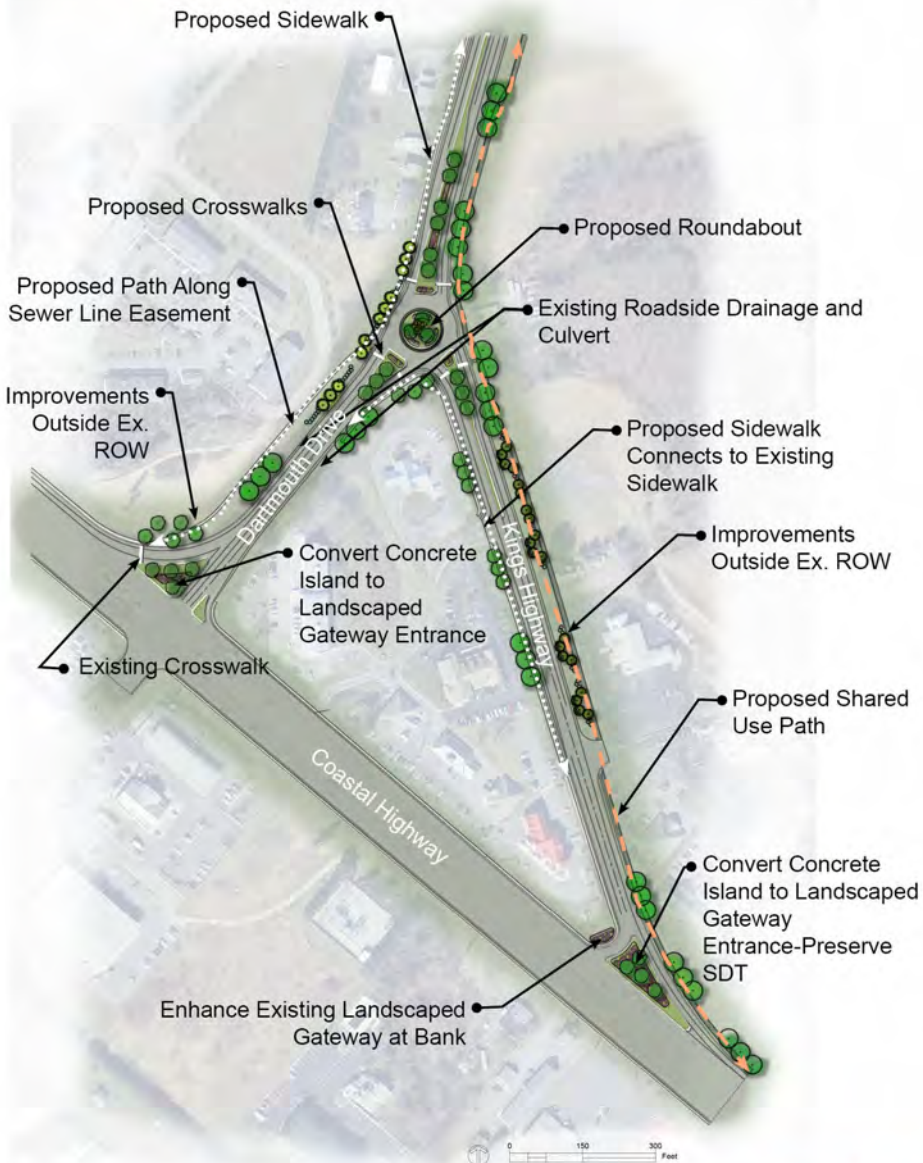 Proposed Sidewalk
Proposed Crosswalks
Proposed Roundabout
Proposed Path Along
Sewer Line Easement
Existing Roadside Drainage and
Culvert
Improvements
Outside Ex.
ROW
Dartmouth Drive
Proposed Sidewalk
Connects to Existing
Sidewalk
Kings Highway
Improvements
Outside Ex. ROW
Convert Concrete
Island to
Landscaped
Gateway Entrance
Existing Crosswalk
Proposed Shared
Use Path
Coastal Highway
Convert Concrete
Island to Landscaped
Gateway
Entrance-Preserve
SDT
Enhance Existing Landscaped
Gateway at Bank
0 150 300
Feet